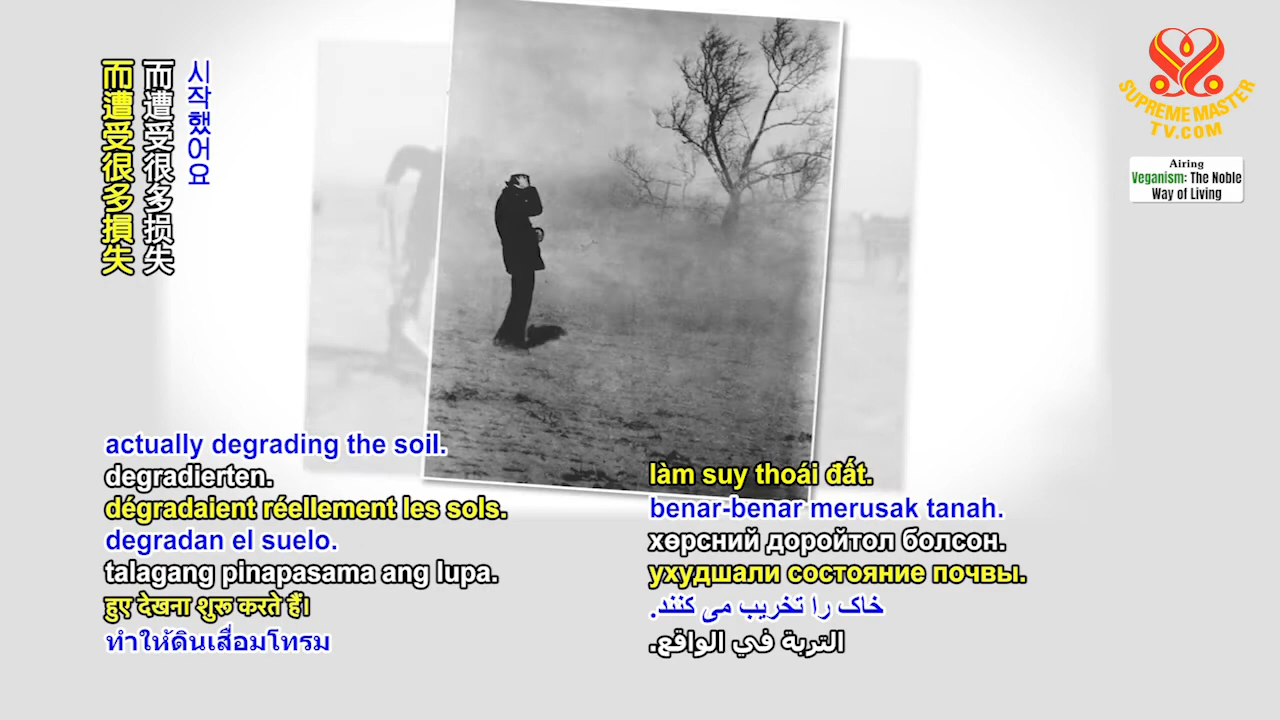 而遭受很多損失
而遭受很多损失
시작했어요
SUPREME MASTER
TV.COM
Airing
Veganism: The Noble
Way of Living
actually degrading the soil.
degradierten.
dégradaient réellement les sols.
degradan el suelo.
talagang pinapasama ang lupa.
हुए देखना शुरू करते हैं।
ทำให้ดินเสื่อมโทรม
làm suy thoái đất.
benar-benar merusak tanah.
хөрсний доройтол болсон.
ухудшали состояние почвы.
خاک را تخریب می کنند.
التربة في الواقع.